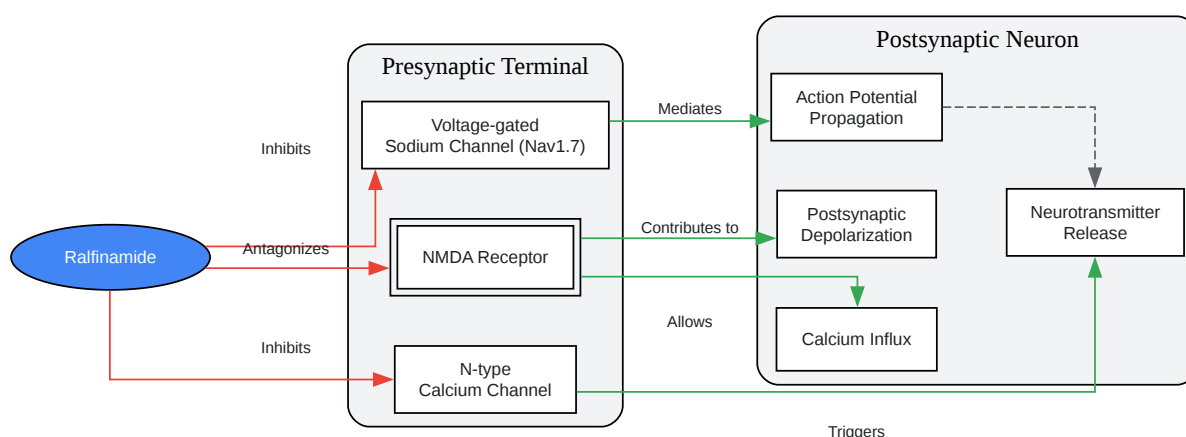 Presynaptic Terminal
Postsynaptic Neuron
Voltage-gated
Sodium Channel (Nav1.7)
Mediates
Action Potential
Propagation
Inhibits
Ralfinamide
Antagonizes
NMDA Receptor
Contributes to
Postsynaptic
Depolarization
Neurotransmitter
Release
Allows
Calcium Influx
Inhibits
N-type
Calcium Channel
Triggers